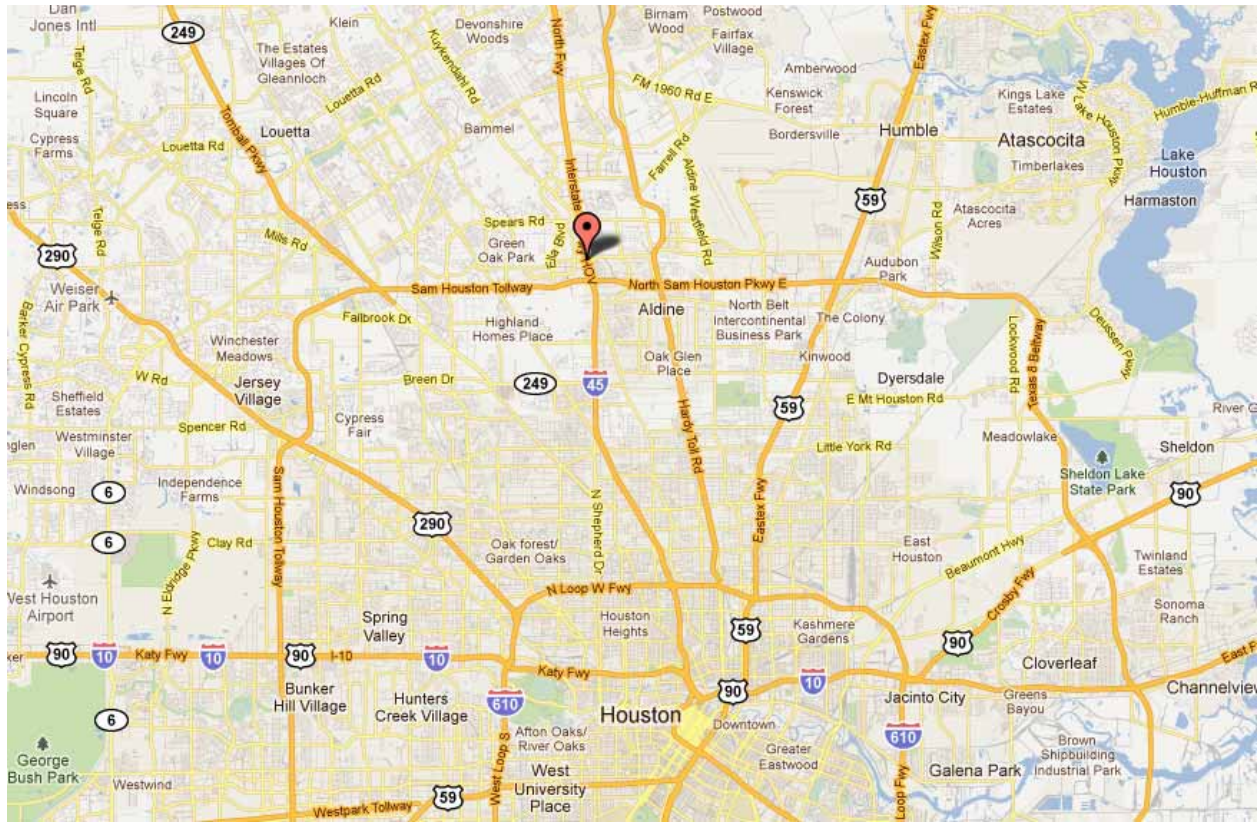 Dan
Jones Intl
249
Klein
Devonshire
Woods
North Fwy
Birnam
Wood
Postwood
Fairfax
Village
Eastex Fwy
Telge Rd
The Estates
Villages Of
Gleannloch
Kuykendahl Rd
Louetta Rd
FM 1960 Rd E
Amberwood
Kenswick
Forest
Kings Lake
Estates
W Lake Houston Pkwy
Humble-Huffman R
Lincoln
Square
Tomball Pkwy
Louetta
Bammel
Bordersville
Humble
Atascocita
Cypress
Farms
Louetta Rd
Interstate
Farrell Rd
Aldine Westfield Rd
Timberlakes
Lake
Houston
Harmaston
ess
Telge Rd
59
Spears Rd
Ella Blvd
Wilson Rd
Atascocita
Acres
290
Mills Rd
Green
Oak Park
HOV
Audubon
Park
Weiser
Air Park
Sam Houston Tollway
North Sam Houston Pkwy E
Barker Cypress Rd
Fallbrook Dr
Highland
Homes Place
Aldine
North Belt
Intercontinental
Business Park
The Colony
Lockwood Rd
Texas 8 Beltway
Deussen Pkwy
Winchester
Meadows
Oak Glen
Place
Kinwood
W Rd
Jersey
Village
Breen Dr
249
45
Dyersdale
Sheffield
Estates
59
E Mt Houston Rd
River G
Spencer Rd
Cypress
Fair
Hardy Toll Rd
nglen
Westminster
Village
Little York Rd
Meadowlake
Sheldon
Sam Houston Tollway
Sheldon Lake
State Park
Windsong
6
Independence
Farms
N Shepherd Dr
Eastex Fwy
90
290
6
Clay Rd
N Eldridge Pkwy
Oak forest/
Garden Oaks
East
Houston
Beaumont Hwy
Twinland
Estates
West Houston
Airport
N Loop W Fwy
Crosby Fwy
Spring
Valley
Houston
Heights
59
Kashmere
Gardens
Sonoma
Ranch
90
ker
90
10
Katy Fwy
10
90
I-10
10
Katy Fwy
10
Cloverleaf
East F
Bunker
Hill Village
Hunters
Creek Village
610
90
Jacinto City
Greens
Bayou
Channelview
6
Houston
Downtown
Afton Oaks/
River Oaks
610
George
Bush Park
Greater
Eastwood
Brown
Shipbuilding
Industrial Park
Westwind
West Loop S
West
University
Place
Loop Fwy
Galena Park
59
Westpark Tollway